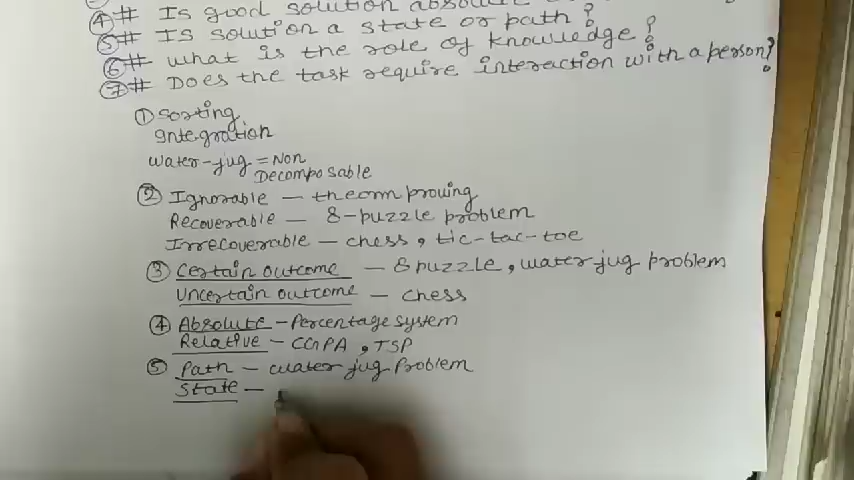 ④# Is good solution absolute
⑤# Is solution a state or path?
⑥# what is the role of knowledge?
⑦# Does the task require interaction with a person?
① Sorting
Integration
water-jug = Non
Decomposable
② Ignorable — theorm proving
Recoverable — 8-puzzle problem
Irrecoverable — chess, tic-tac-toe
③ Certain outcome — 8 puzzle, water jug problem
Uncertain outcome — chess
④ Absolute - Percentage system
Relative - CGPA, TSP
⑤ Path — water jug Problem
State —